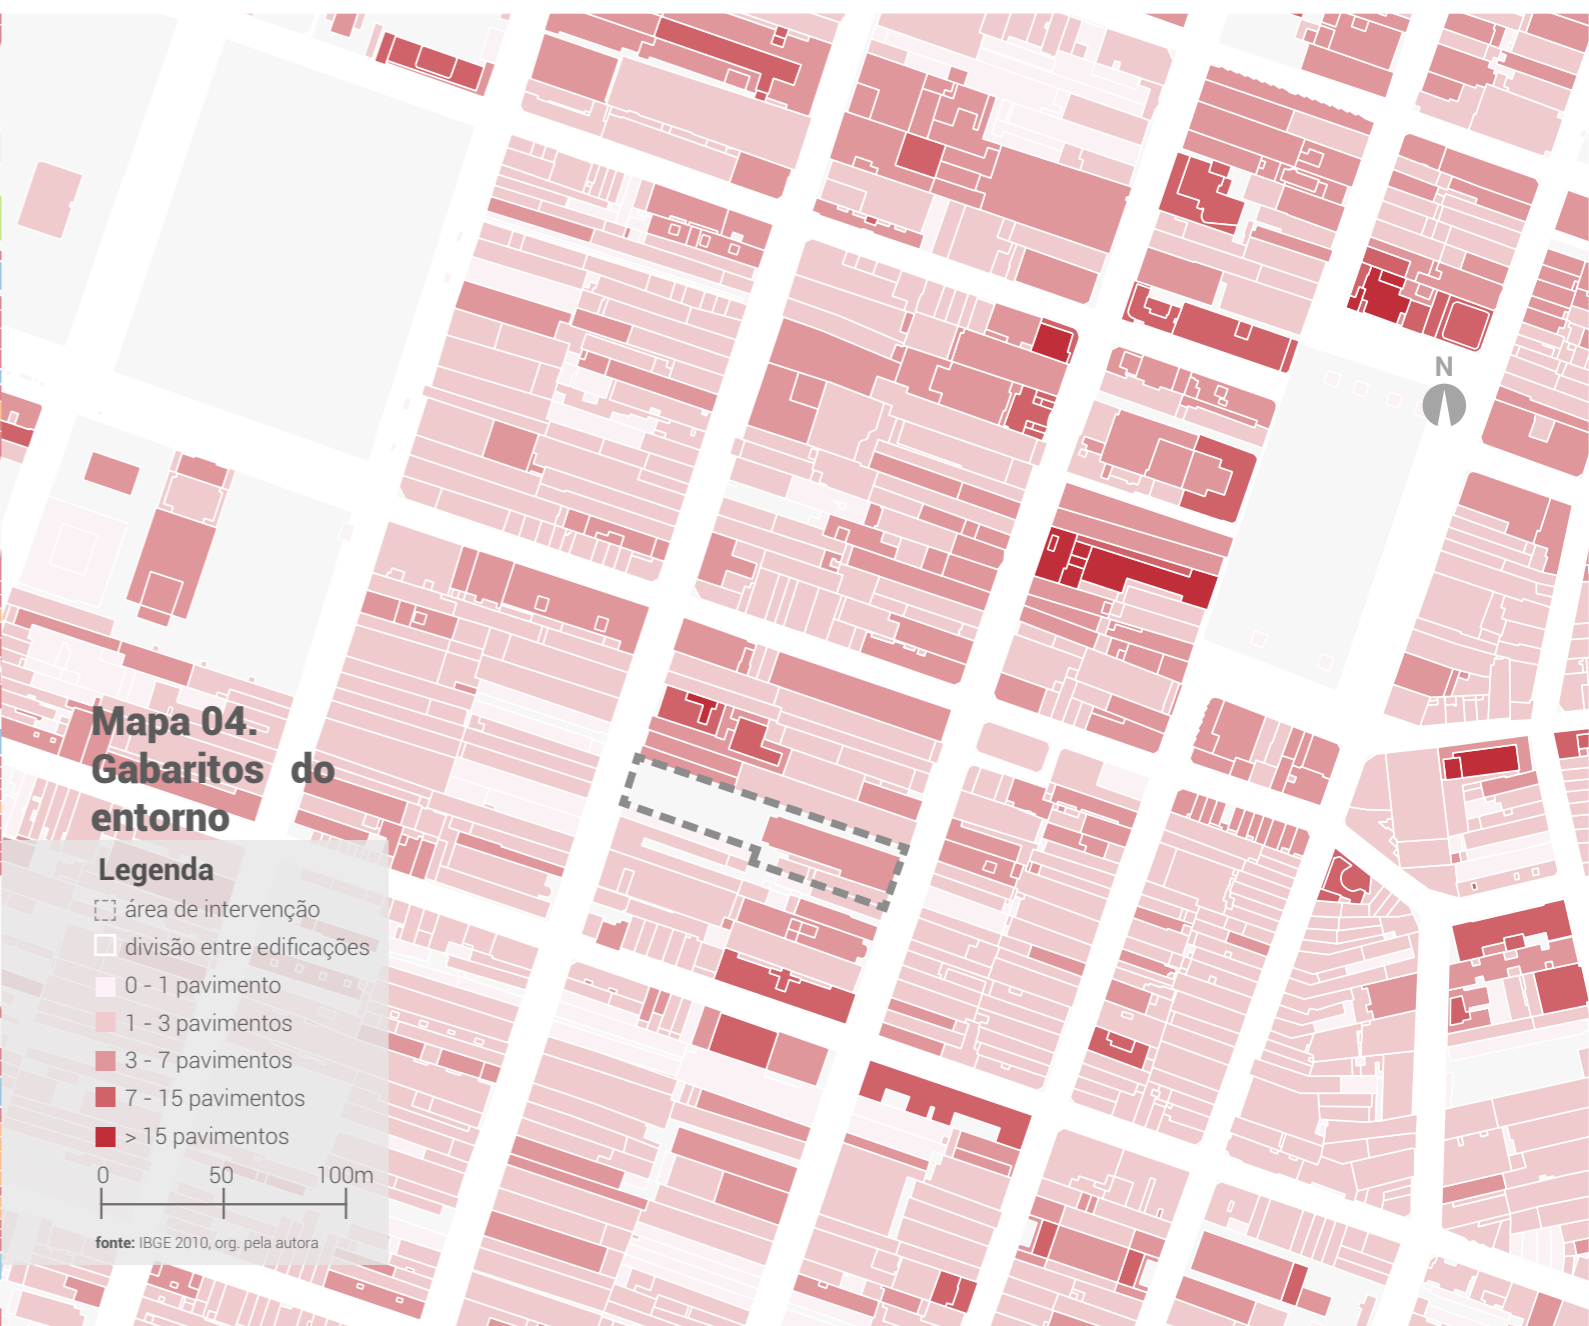 N
Mapa 04.
Gabaritos do
entorno
Legenda
área de intervenção
divisão entre edificações
0 - 1 pavimento
1 - 3 pavimentos
3 - 7 pavimentos
7 - 15 pavimentos
> 15 pavimentos
0 50 100m
fonte: IBGE 2010, org. pela autora